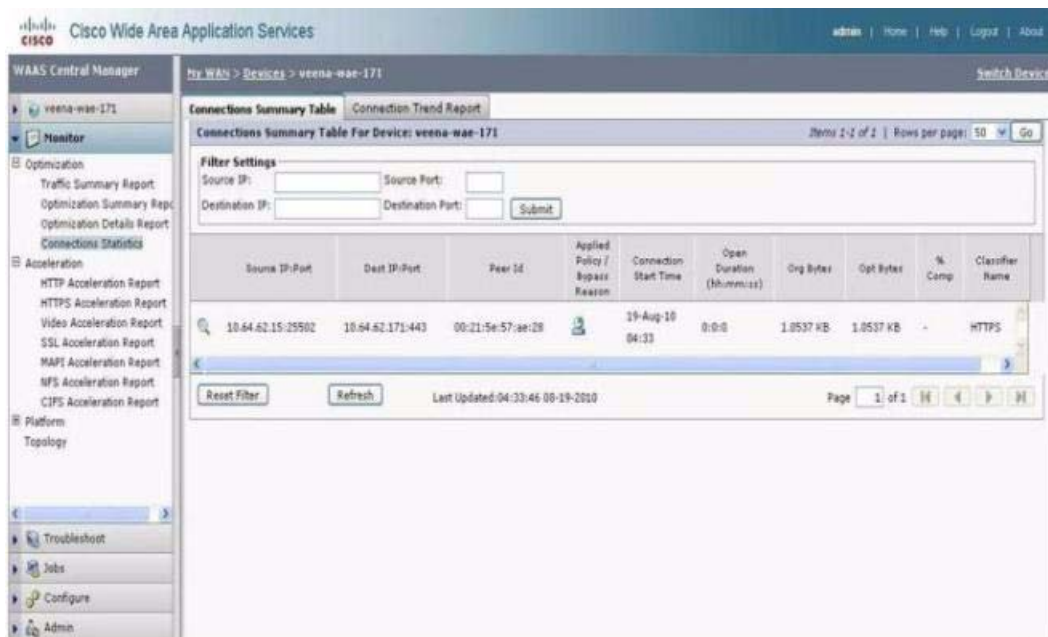 CISCO
Cisco Wide Area Application Services
admin | Home | Help | Logout | About
WAAS Central Manager
My WAN > Devices > veena-wae-171
Switch Device
veena-wae-171
Connections Summary Table
Connection Trend Report
Monitor
Connections Summary Table For Device: veena-wae-171
Items 1-1 of 1 | Rows per page: 50 Go
Optimization
Traffic Summary Report
Optimization Summary Repo
Optimization Details Report
Connections Statistics
Acceleration
HTTP Acceleration Report
HTTPS Acceleration Report
Video Acceleration Report
SSL Acceleration Report
MAPI Acceleration Report
NFS Acceleration Report
CIFS Acceleration Report
Platform
Topology
Filter Settings
Source IP: Source Port:
Destination IP: Destination Port: Submit
Source IP:Port
Dest IP:Port
Peer Id
Applied
Policy /
Bypass
Reason
Connection
Start Time
Open
Duration
(hh:mm:ss)
Org Bytes
Opt Bytes
%
Comp
Classifier
Name
10.64.62.15:25502 10.64.62.171:443 00:21:5e:57:ae:28
19-Aug-10
04:33
0:0:0 1.0537 KB 1.0537 KB - HTTPS
Reset Filter Refresh Last Updated:04:33:46 08-19-2010 Page 1 of 1
Troubleshoot
Jobs
Configure
Admin